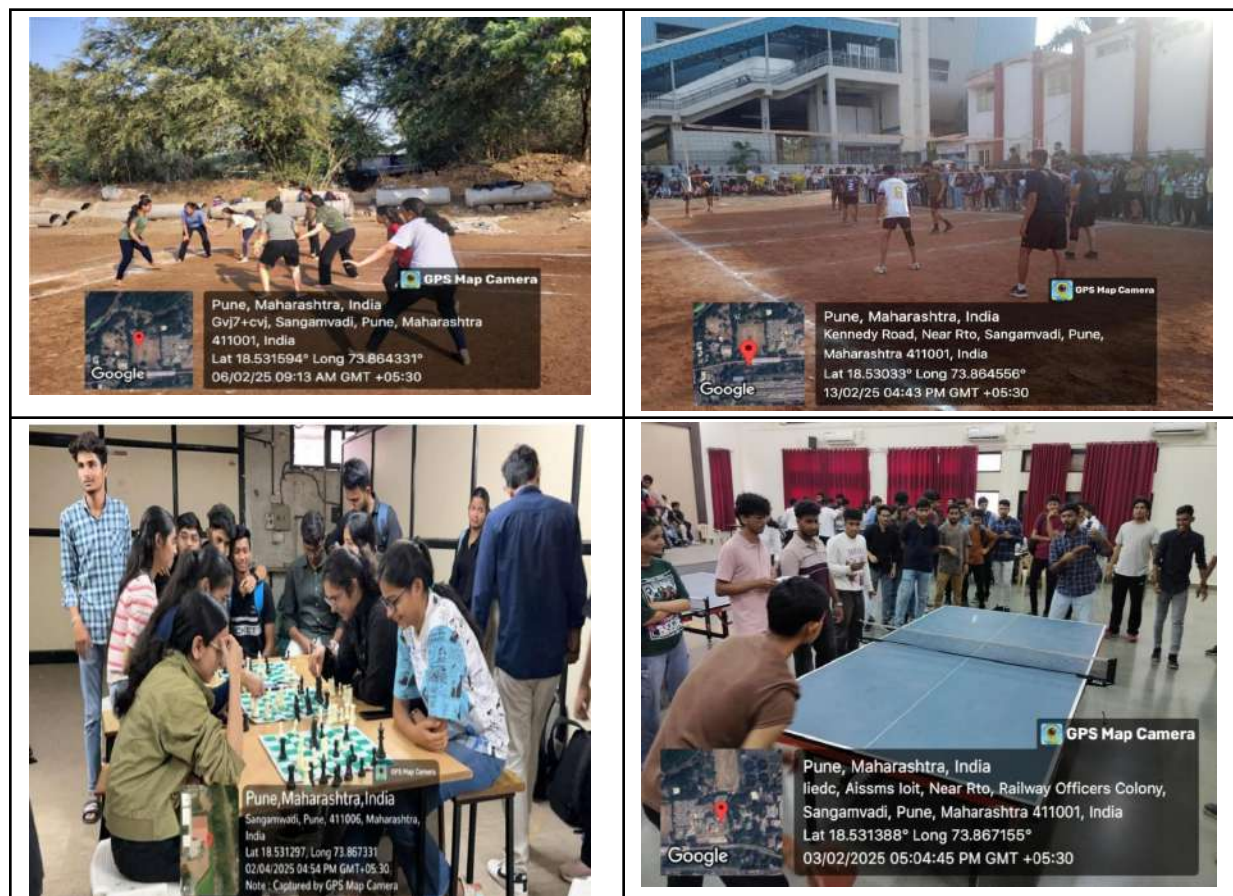 GPS Map Camera
Pune, Maharashtra, India
Gvj7+cvj, Sangamvadi, Pune, Maharashtra
411001, India
Lat 18.531594° Long 73.864331°
06/02/25 09:13 AM GMT +05:30
Google
GPS Map Camera
Pune, Maharashtra, India
Kennedy Road, Near Rto, Sangamvadi, Pune,
Maharashtra 411001, India
Lat 18.53033° Long 73.864556°
13/02/25 04:43 PM GMT +05:30
Google
6
GPS Map Camera
Pune,Maharashtra,India
Sangamwadi, Pune, 411006, Maharashtra,
India
Lat 18.531297, Long 73.867331
02/04/2025 04:54 PM GMT+05:30
Note : Captured by GPS Map Camera
GPS Map Camera
Pune, Maharashtra, India
Iiedc, Aissms Ioit, Near Rto, Railway Officers Colony,
Sangamvadi, Pune, Maharashtra 411001, India
Lat 18.531388° Long 73.867155°
03/02/2025 05:04:45 PM GMT +05:30
Google